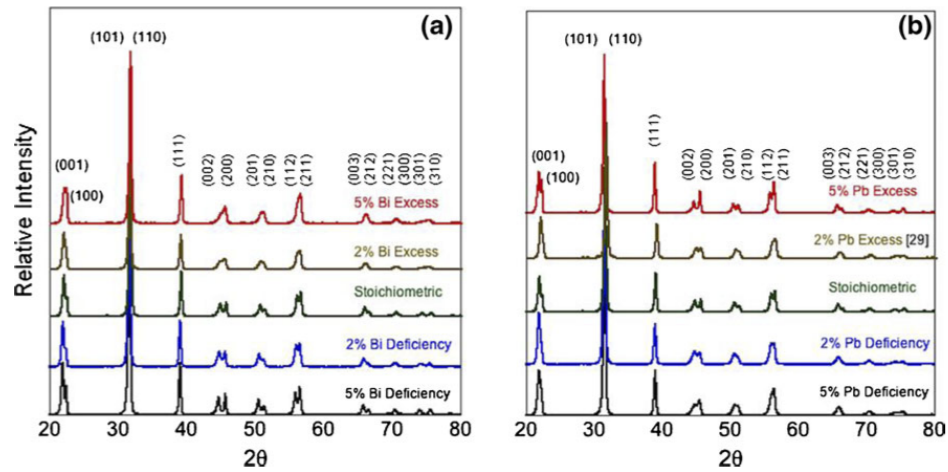 (a)
(101) (110)
(001)
(100)
(111)
(002)
(200)
(201)
(210)
(112)
(211)
(003)
(212)
(221)
(300)
(301)
(310)
5% Bi Excess
2% Bi Excess
Stoichiometric
2% Bi Deficiency
5% Bi Deficiency
Relative Intensity
20 30 40 50 60 70 80
2θ
(b)
(101) (110)
(001)
(100)
(111)
(002)
(200)
(201)
(210)
(112)
(211)
(003)
(212)
(221)
(300)
(301)
(310)
5% Pb Excess
2% Pb Excess [29]
Stoichiometric
2% Pb Deficiency
5% Pb Deficiency
20 30 40 50 60 70 80
2θ